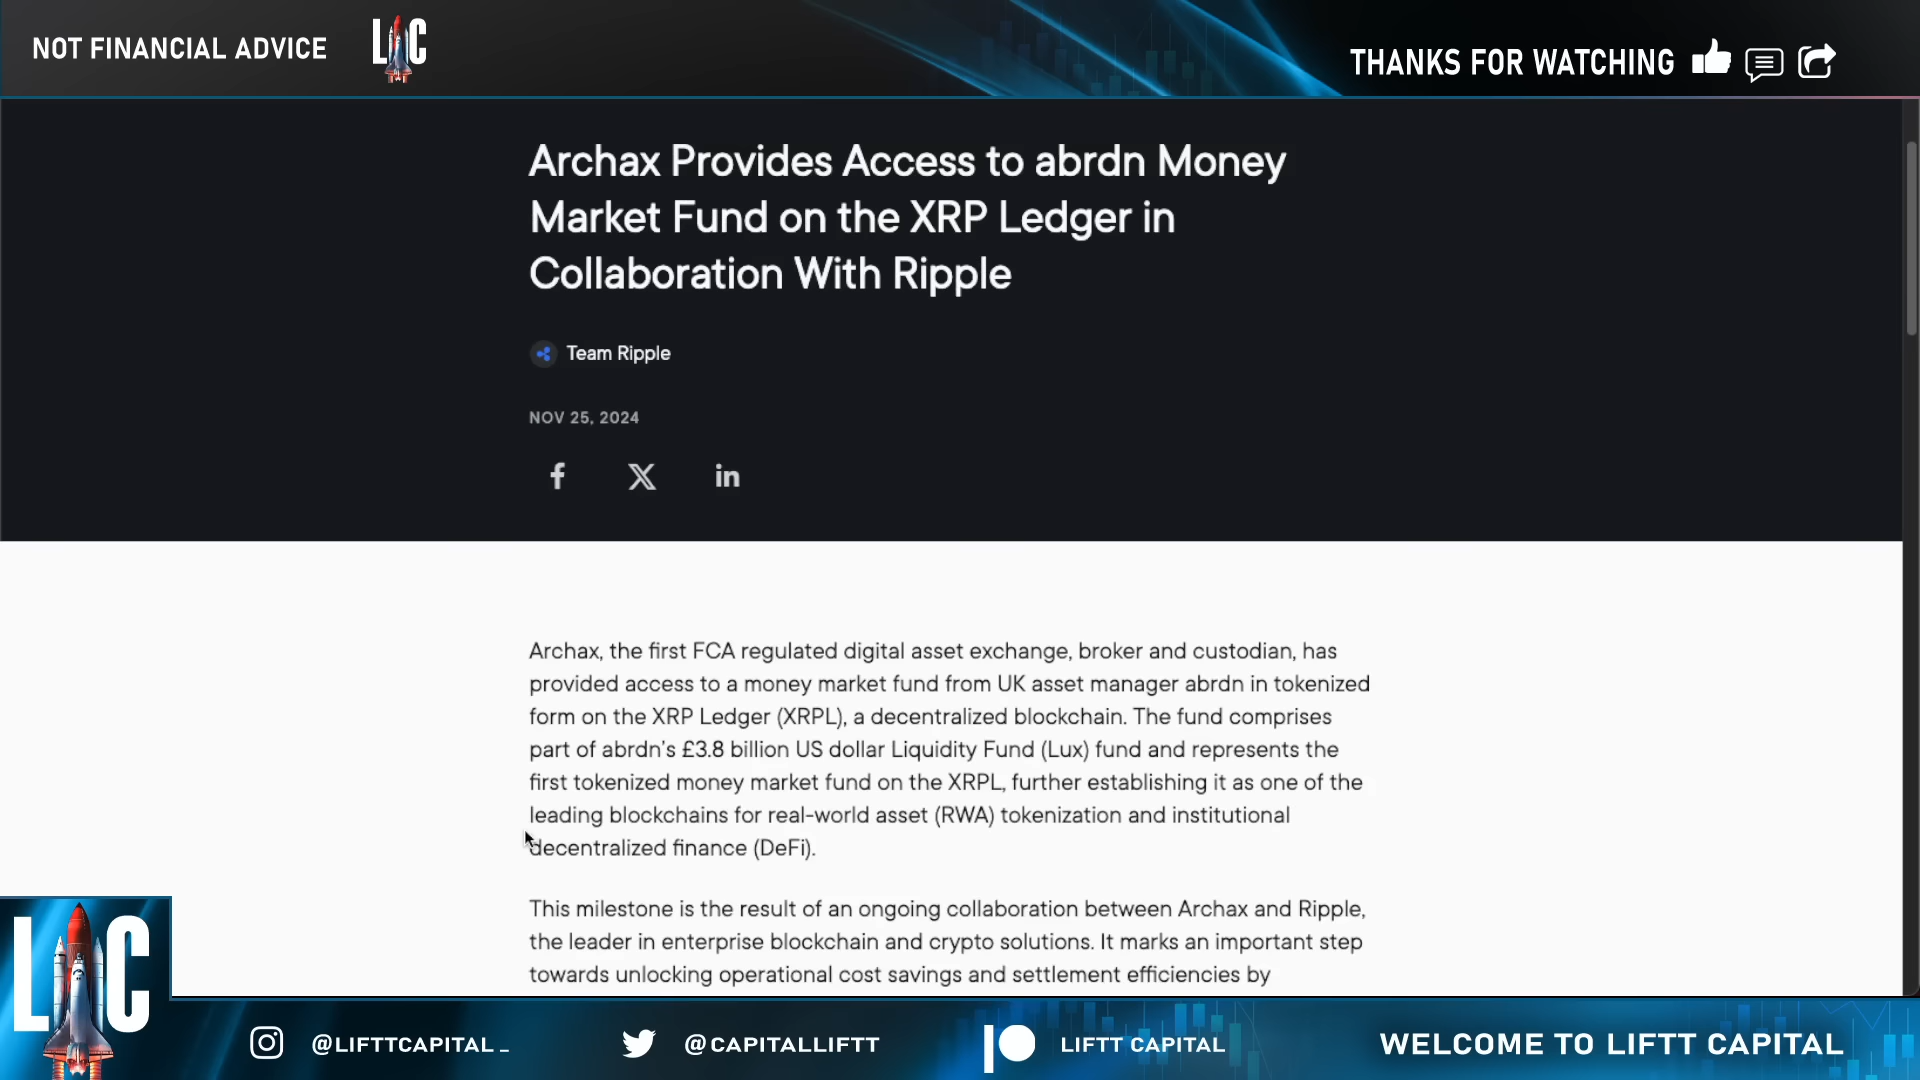 NOT FINANCIAL ADVICE
LC
THANKS FOR WATCHING
Archax Provides Access to abrdn Money
Market Fund on the XRP Ledger in
Collaboration With Ripple
Team Ripple
NOV 25, 2024
f X in
Archax, the first FCA regulated digital asset exchange, broker and custodian, has
provided access to a money market fund from UK asset manager abrdn in tokenized
form on the XRP Ledger (XRPL), a decentralized blockchain. The fund comprises
part of abrdn’s £3.8 billion US dollar Liquidity Fund (Lux) fund and represents the
first tokenized money market fund on the XRPL, further establishing it as one of the
leading blockchains for real-world asset (RWA) tokenization and institutional
decentralized finance (DeFi).
This milestone is the result of an ongoing collaboration between Archax and Ripple,
the leader in enterprise blockchain and crypto solutions. It marks an important step
towards unlocking operational cost savings and settlement efficiencies by
LC
@LIFTTCAPITAL_
@CAPITALLIFTT
LIFTT CAPITAL
WELCOME TO LIFTT CAPITAL